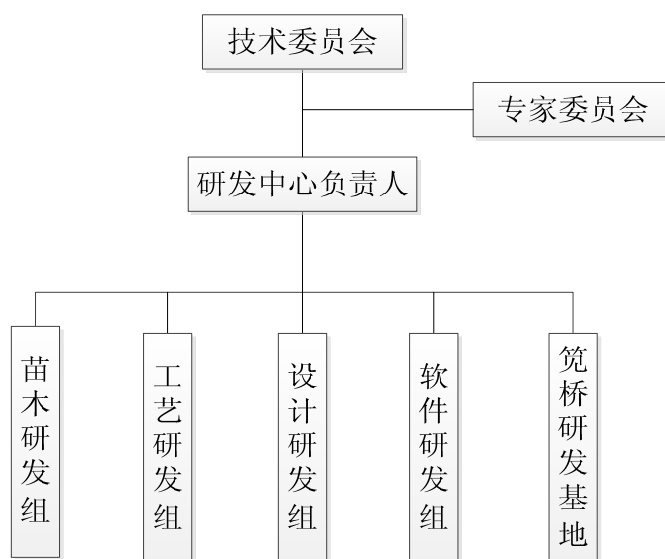 技术委员会
专家委员会
研发中心负责人
苗木研发组
工艺研发组
设计研发组
软件研发组
笕桥研发基地